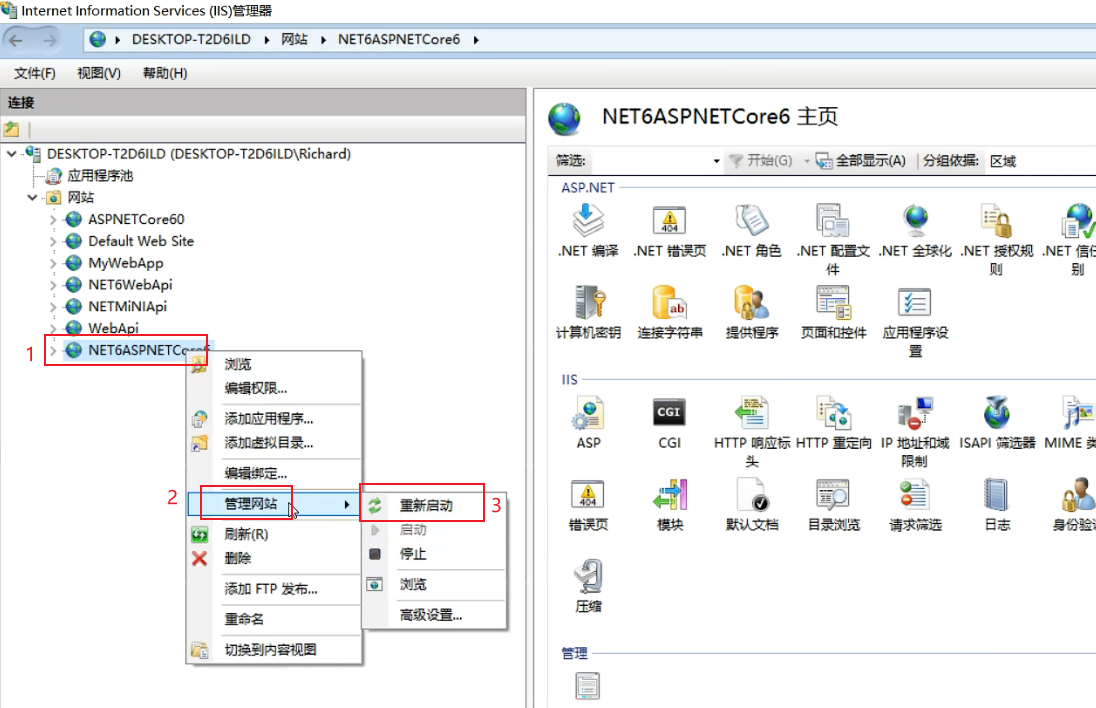 Internet Information Services (IIS)管理器
DESKTOP-T2D6ILD 网站 NET6ASPNETCore6
文件(F) 视图(V) 帮助(H)
连接
DESKTOP-T2D6ILD (DESKTOP-T2D6ILD\Richard)
应用程序池
网站
ASPNETCore60
Default Web Site
MyWebApp
NET6WebApi
NETMiNIApi
WebApi
1 NET6ASPNETCore6
浏览
编辑权限...
添加应用程序...
添加虚拟目录...
编辑绑定...
2 管理网站
刷新(R)
删除
添加 FTP 发布...
重命名
切换到内容视图
重新启动 3
启动
停止
浏览
高级设置...
NET6ASPNETCore6 主页
筛选: 开始(G) 全部显示(A) 分组依据: 区域
ASP.NET
.NET 编译 .NET 错误页 .NET 角色 .NET 配置文件 .NET 全球化 .NET 授权规则 .NET 信任级别
计算机密钥 连接字符串 提供程序 页面和控件 应用程序设置
IIS
ASP CGI HTTP 响应标头 HTTP 重定向 IP 地址和域限制 ISAPI 筛选器 MIME 类
错误页 模块 默认文档 目录浏览 请求筛选 日志 身份验证
压缩
管理